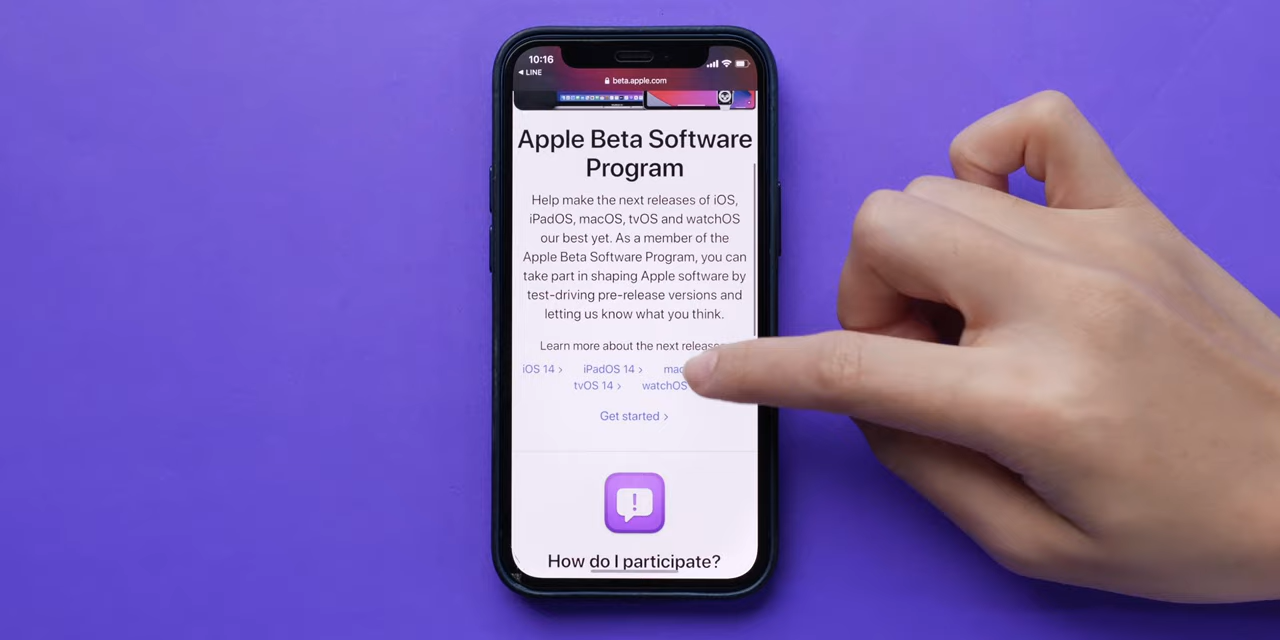 10:16
◀ LINE
beta.apple.com
Apple Beta Software
Program
Help make the next releases of iOS,
iPadOS, macOS, tvOS and watchOS
our best yet. As a member of the
Apple Beta Software Program, you can
take part in shaping Apple software by
test-driving pre-release versions and
letting us know what you think.
Learn more about the next
iOS 14 > iPadOS 14 >
tvOS 14 > watchOS
Get started >
How do I participate?